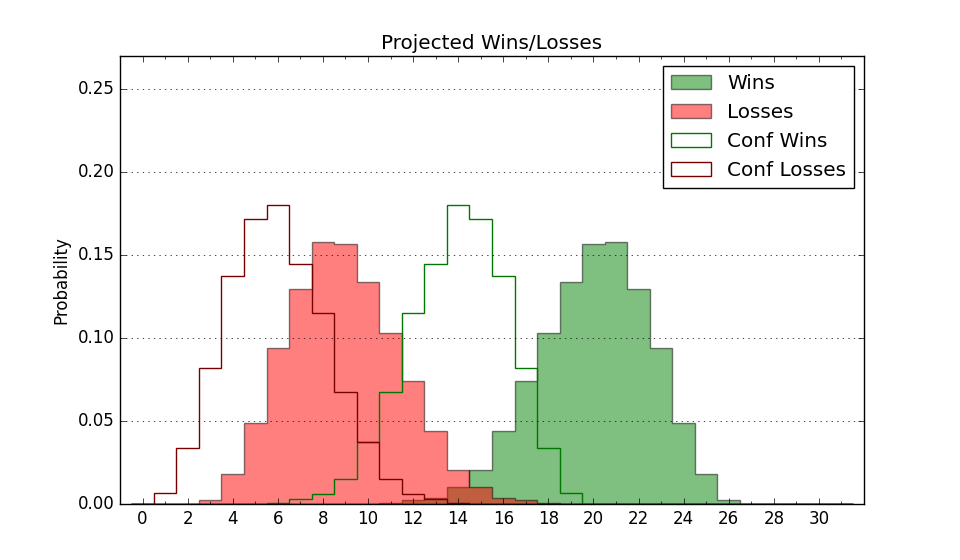 Projected Wins/Losses
Wins
Losses
Conf Wins
Conf Losses
Probability
0.25
0.20
0.15
0.10
0.05
0.00
0 2 4 6 8 10 12 14 16 18 20 22 24 26 28 30